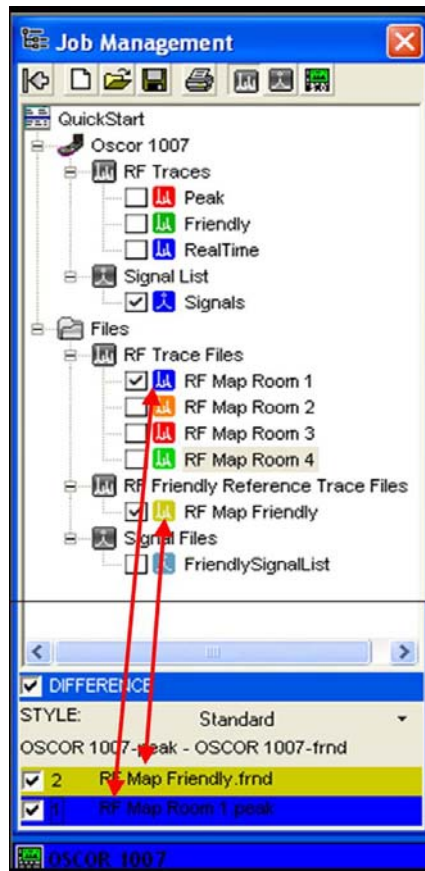 Job Management
QuickStart
Oscor 1007
RF Traces
Peak
Friendly
RealTime
Signal List
Signals
Files
RF Trace Files
RF Map Room 1
RF Map Room 2
RF Map Room 3
RF Map Room 4
RF Friendly Reference Trace Files
RF Map Friendly
Signal Files
FriendlySignalList
DIFFERENCE
STYLE: Standard
OSCOR 1007-peak - OSCOR 1007-frnd
2 RF Map Friendly.frnd
1 RF Map Room 1.peak
OSCOR 1007